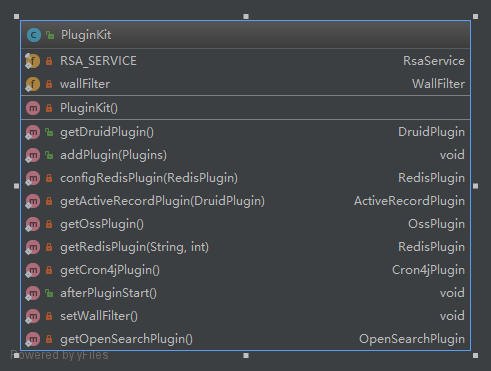 PluginKit
RSA_SERVICE RsaService
wallFilter WallFilter
PluginKit()
getDruidPlugin() DruidPlugin
addPlugin(Plugins) void
configRedisPlugin(RedisPlugin) RedisPlugin
getActiveRecordPlugin(DruidPlugin) ActiveRecordPlugin
getOssPlugin() OssPlugin
getRedisPlugin(String, int) RedisPlugin
getCron4jPlugin() Cron4jPlugin
afterPluginStart() void
setWallFilter() void
getOpenSearchPlugin() OpenSearchPlugin
Powered by yFiles